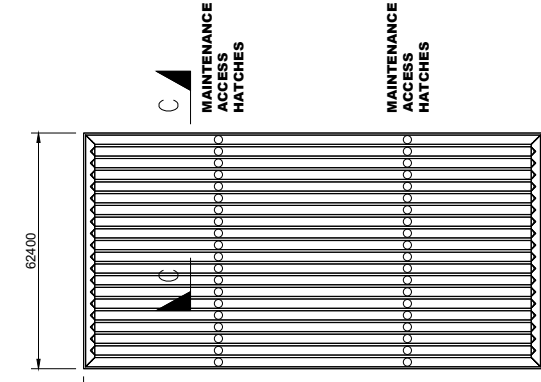 MAINTENANCE
ACCESS
HATCHES
MAINTENANCE
ACCESS
HATCHES
C
62400
C